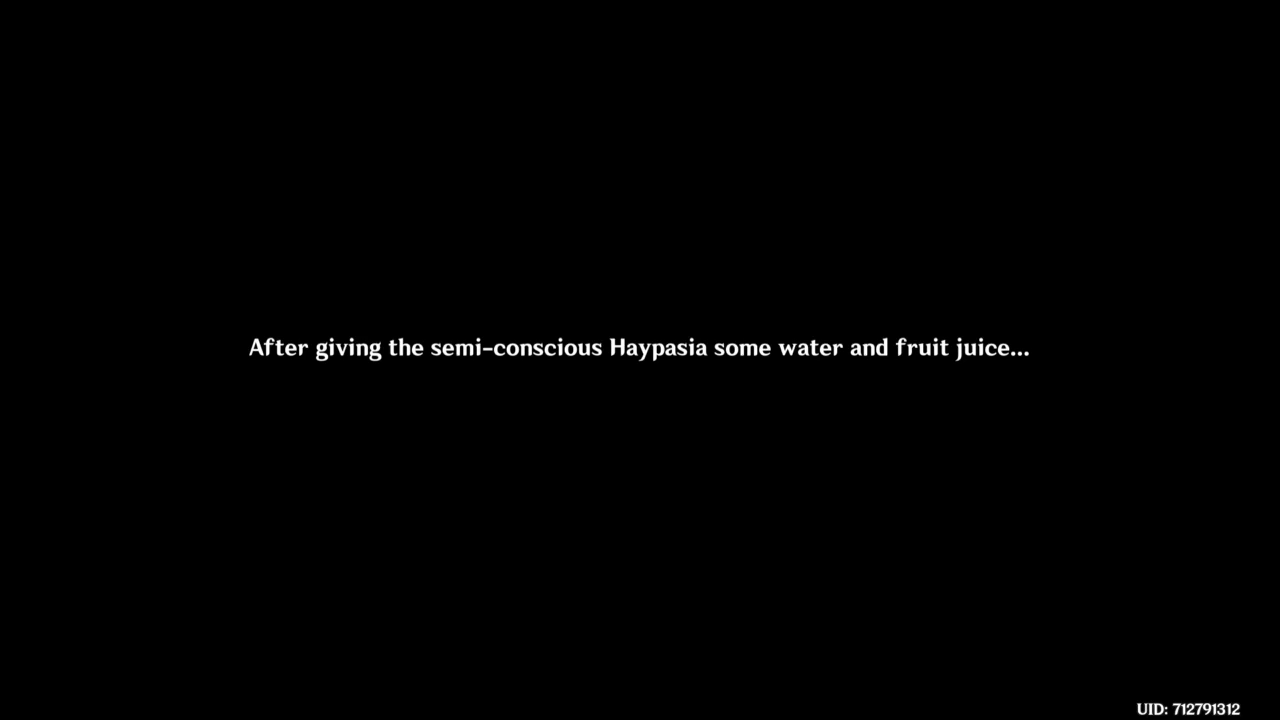 After giving the semi-conscious Haypasia some water and fruit juice...
UID: 712791312